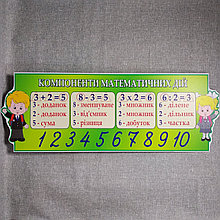 КОМПОНЕНТИ МАТЕМАТИЧНИХ ДІЙ
3 + 2 = 5
3 - доданок
2 - доданок
5 - сума
8 - 3 = 5
8 - зменшуване
3 - від'ємник
5 - різниця
3 x 2 = 6
3 - множник
2 - множник
6 - добуток
6 : 2 = 3
6 - ділене
2 - дільник
3 - частка
1 2 3 4 5 6 7 8 9 10